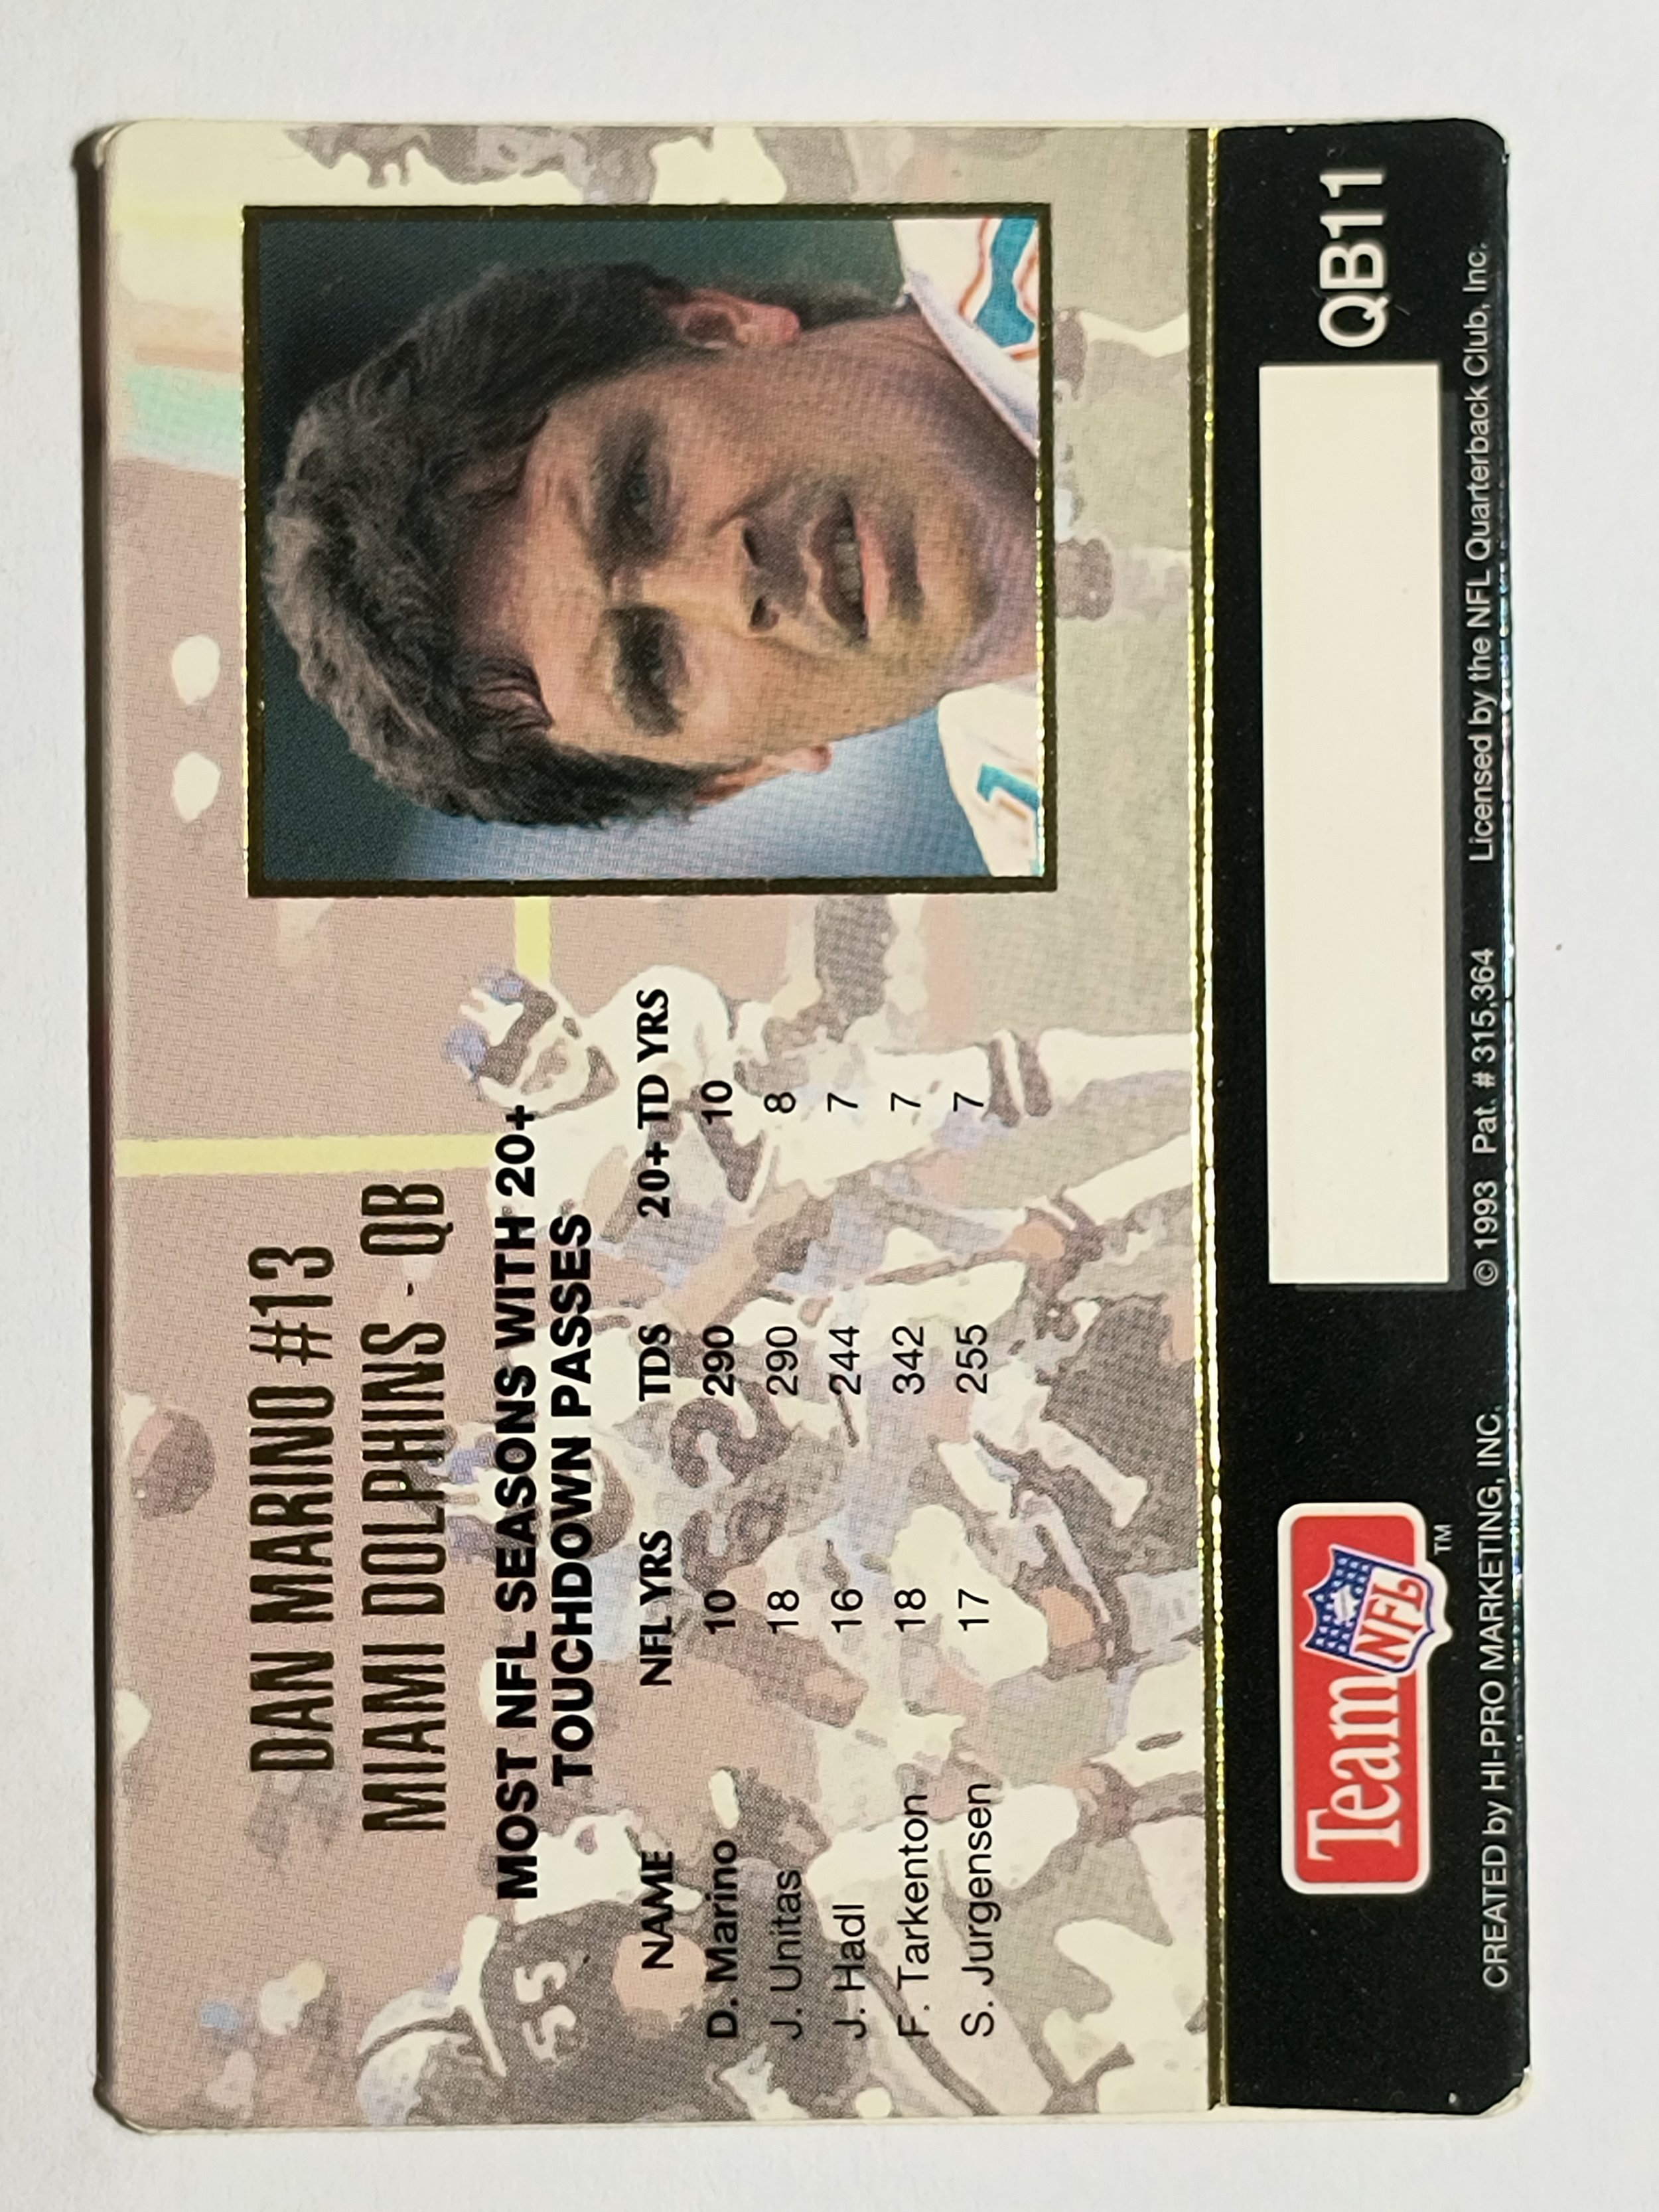 DAN MARINO #13
MIAMI DOLPHINS - QB
MOST NFL SEASONS WITH 20+
TOUCHDOWN PASSES
NAME NFL YRS TDS 20+ TD YRS
D. Marino 10 290 10
J. Unitas 18 290 8
J. Hadl 16 244 7
F. Tarkenton 18 342 7
S. Jurgensen 17 255 7
55
1
Team NFL ™
QB11
CREATED by HI-PRO MARKETING, INC. © 1993 Pat. # 315,364 Licensed by the NFL Quarterback Club, Inc.